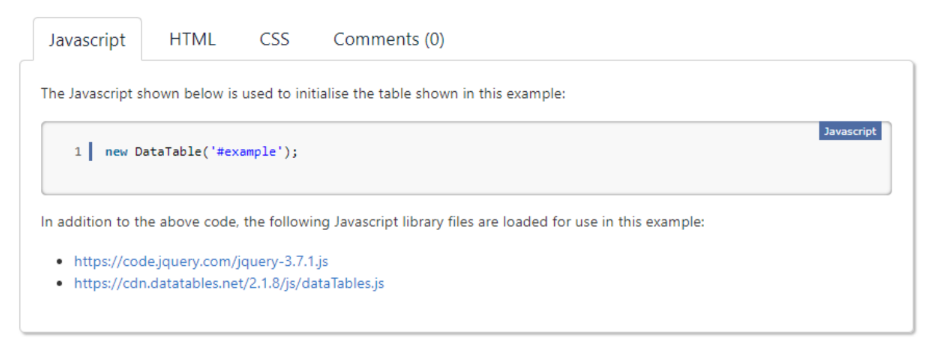 Javascript HTML CSS Comments (0)
The Javascript shown below is used to initialise the table shown in this example:
Javascript
1 new DataTable('#example');
In addition to the above code, the following Javascript library files are loaded for use in this example:
• https://code.jquery.com/jquery-3.7.1.js
• https://cdn.datatables.net/2.1.8/js/dataTables.js